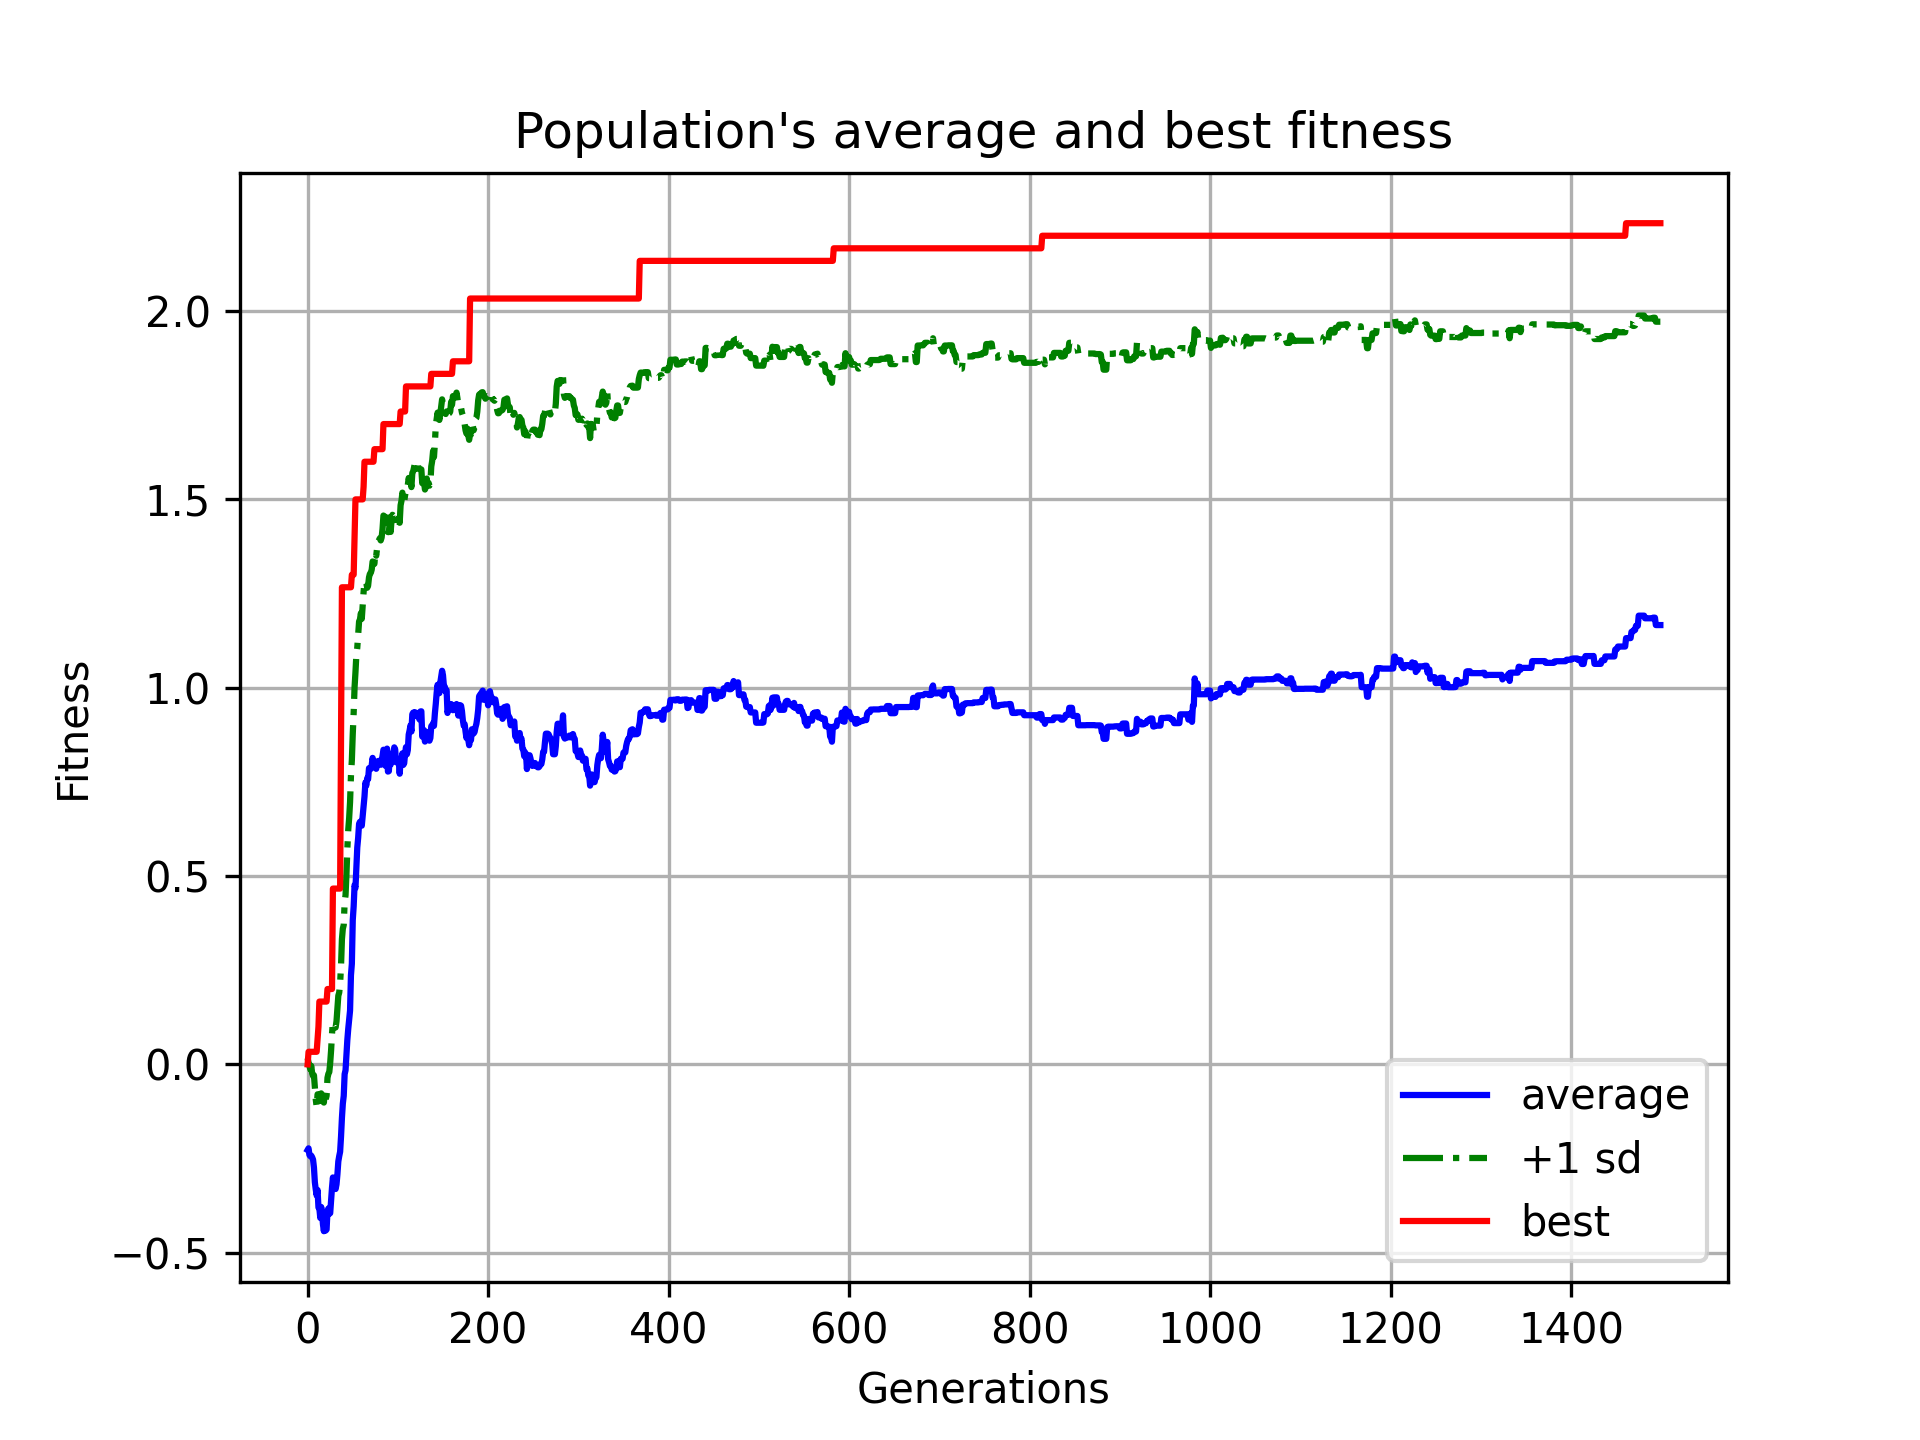 Population's average and best fitness
Fitness
2.0
1.5
1.0
0.5
0.0
−0.5
0 200 400 600 800 1000 1200 1400
Generations
average
+1 sd
best